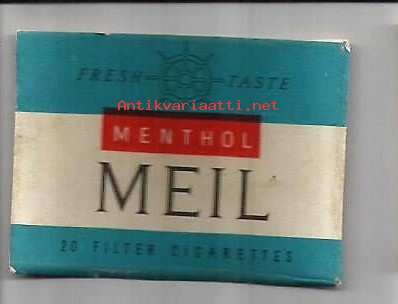 FRESH TASTE
Antikvariaatti.net
MENTHOL
MEIL
20 FILTER CIGARETTES